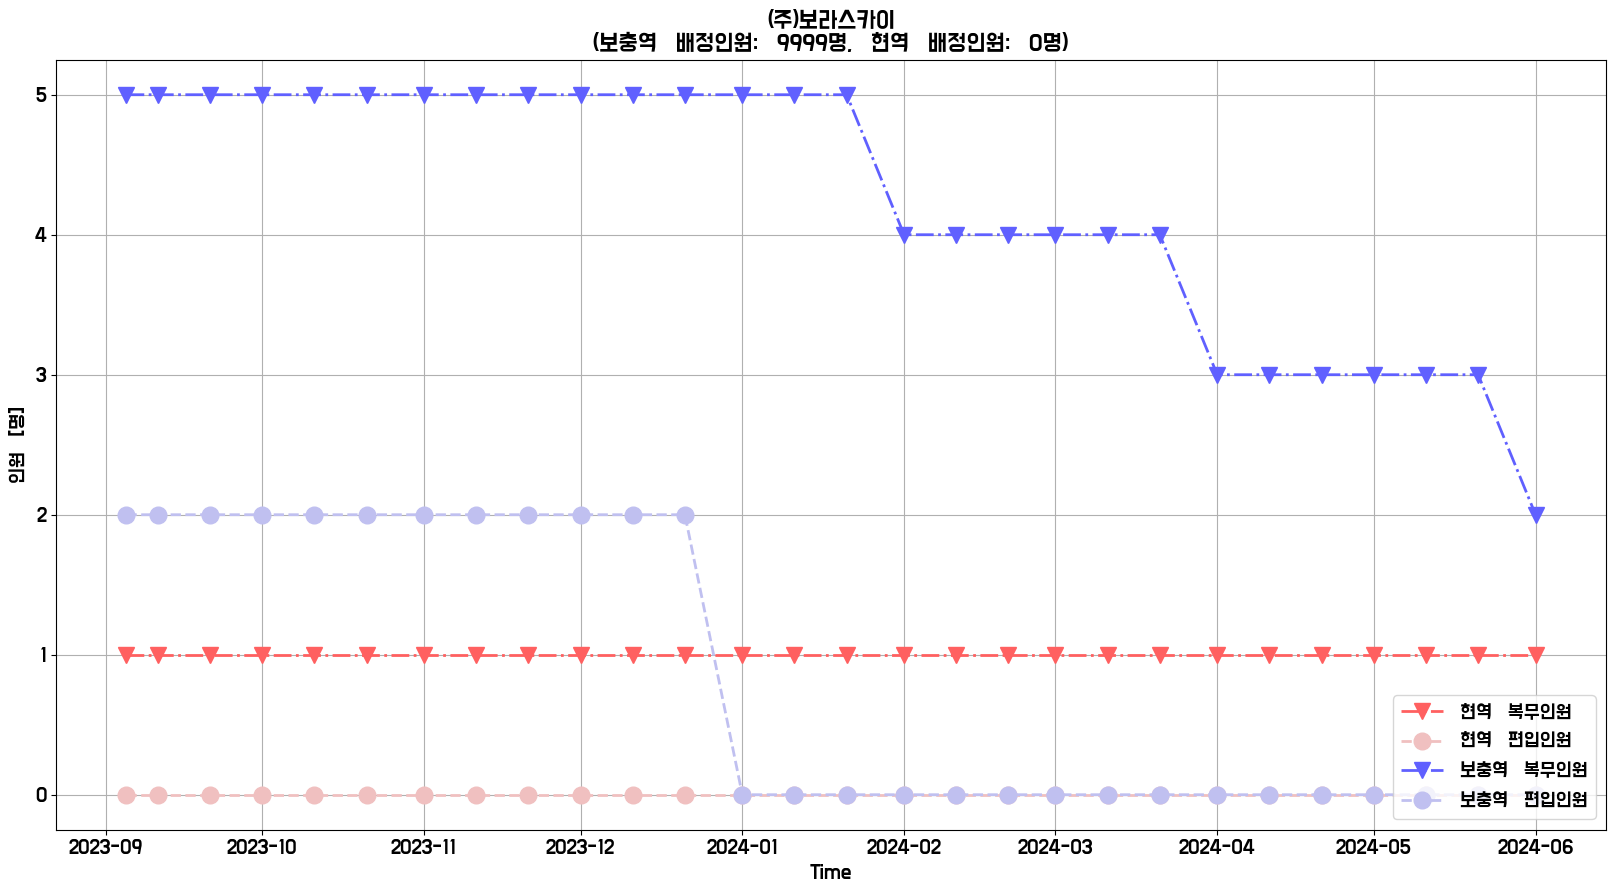 (주)보라스카이
(보충역 배정인원: 9999명, 현역 배정인원: 0명)
인원 [명]
5
4
3
2
1
0
현역 복무인원
현역 편입인원
보충역 복무인원
보충역 편입인원
2023-09 2023-10 2023-11 2023-12 2024-01 2024-02 2024-03 2024-04 2024-05 2024-06
Time